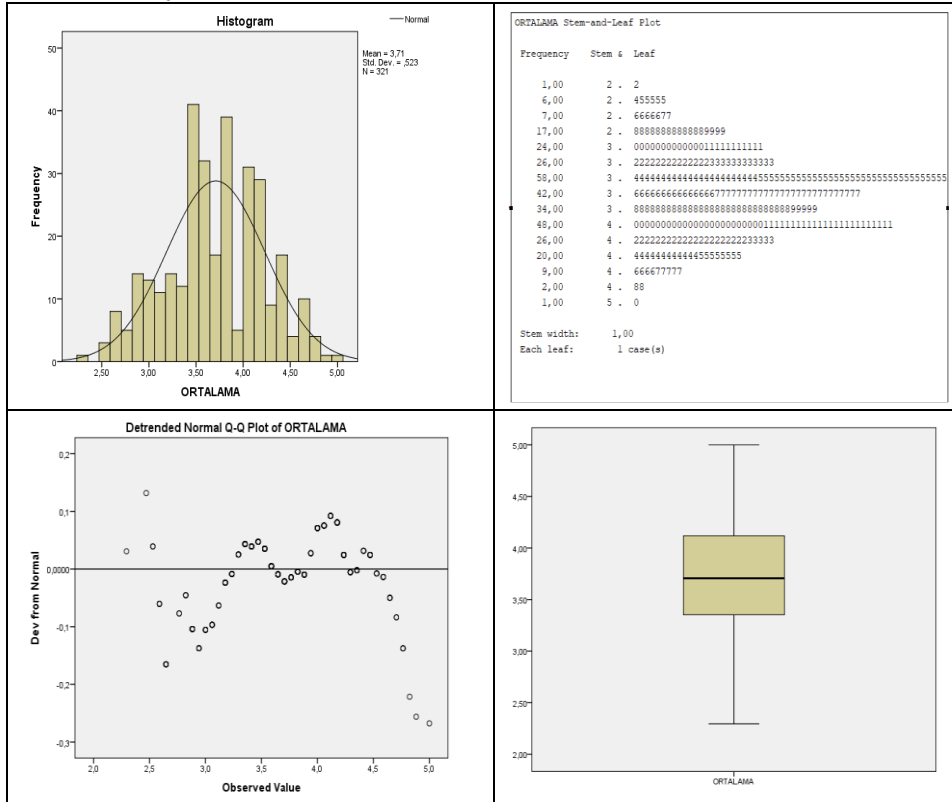 Histogram
Normal
Mean = 3,71
Std. Dev. = ,523
N = 321
50
40
30
20
10
0
Frequency
2,50 3,00 3,50 4,00 4,50 5,00
ORTALAMA
ORTALAMA Stem-and-Leaf Plot
Frequency Stem & Leaf
1,00 2 . 2
6,00 2 . 455555
7,00 2 . 6666677
17,00 2 . 88888888888889999
24,00 3 . 000000000000011111111111
26,00 3 . 22222222222222333333333333
58,00 3 . 4444444444444444444444455555555555555555555555555555555555
42,00 3 . 666666666666666777777777777777777777777777
34,00 3 . 8888888888888888888888888888899999
48,00 4 . 000000000000000000000000111111111111111111111111
26,00 4 . 22222222222222222222233333
20,00 4 . 44444444444555555555
9,00 4 . 666677777
2,00 4 . 88
1,00 5 . 0
Stem width: 1,00
Each leaf: 1 case(s)
Detrended Normal Q-Q Plot of ORTALAMA
0,2
0,1
0,0000
-0,1
-0,2
-0,3
Dev from Normal
2,0 2,5 3,0 3,5 4,0 4,5 5,0
Observed Value
5,00
4,50
4,00
3,50
3,00
2,50
2,00
ORTALAMA